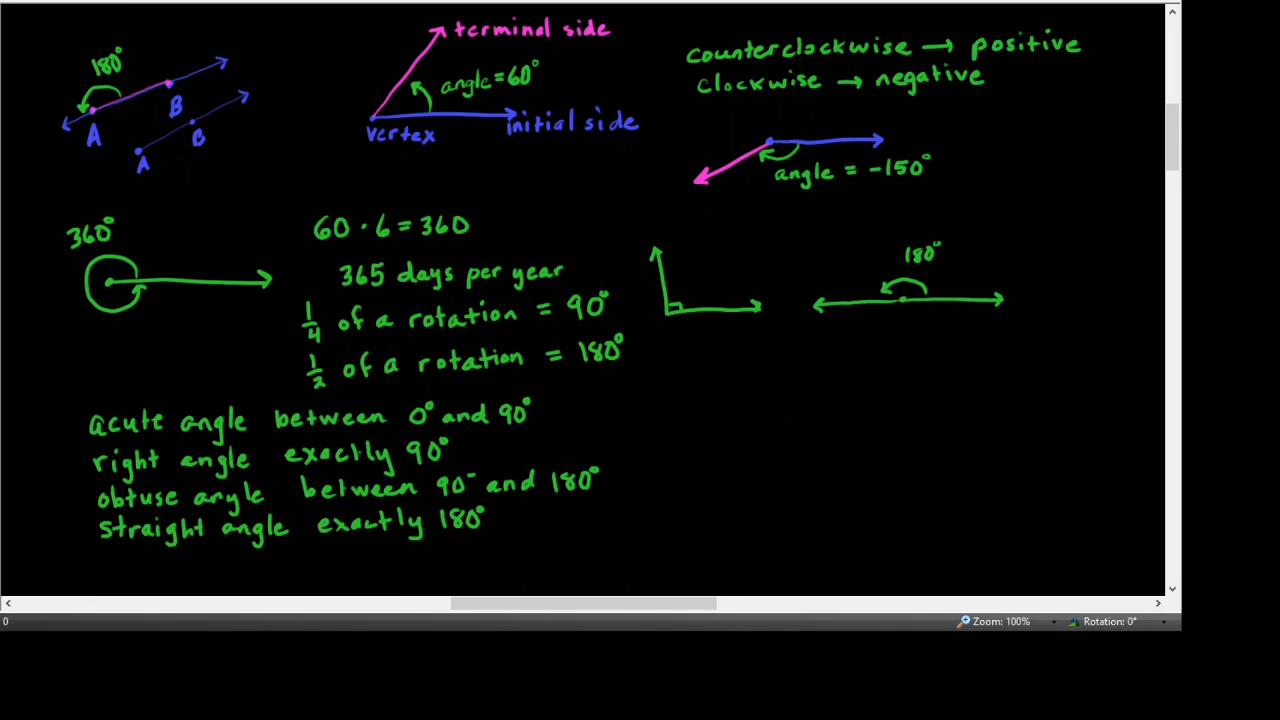 180°
A
B
A
B
terminal side
angle=60°
vertex
initial side
counterclockwise → positive
clockwise → negative
angle = -150°
360°
60 · 6 = 360
365 days per year
1/4 of a rotation = 90°
1/2 of a rotation = 180°
180°
acute angle between 0° and 90°
right angle exactly 90°
obtuse angle between 90° and 180°
straight angle exactly 180°
0
Zoom: 100%
Rotation: 0°